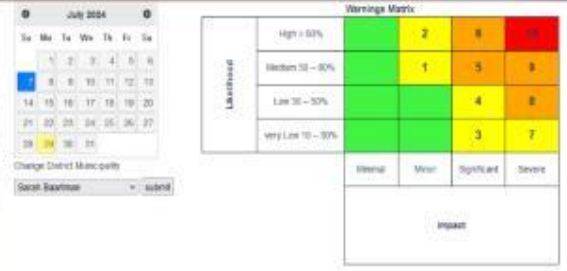 July 2024
Su Mo Tu We Th Fr Sa
1 2 3 4 5 6
7 8 9 10 11 12 13
14 15 16 17 18 19 20
21 22 23 24 25 26 27
28 29 30 31
Change District Municipality
Sarah Baartman submit
Warnings Matrix
Likelihood
High > 60% 2 6 10
Medium 50 – 60% 1 5 9
Low 30 – 50% 4 8
very Low 10 – 30% 3 7
Minimal Minor Significant Severe
Impact